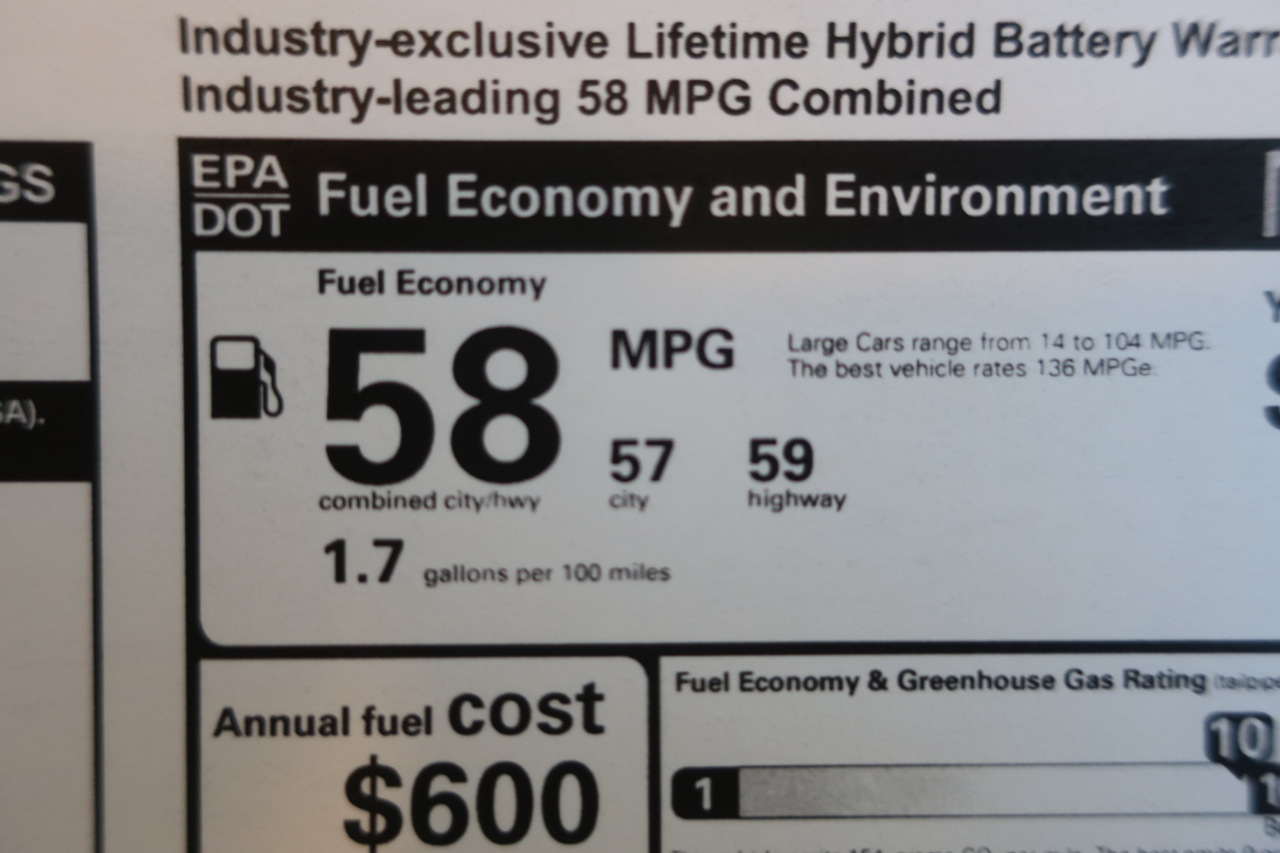 Industry-exclusive Lifetime Hybrid Battery
Industry-leading 58 MPG Combined
GS
EPA
DOT
Fuel Economy and Environment
Fuel Economy
58
MPG
Large Cars range from 14 to 104 MPG.
The best vehicle rates 136 MPGe.
57
city
59
highway
combined city/hwy
1.7 gallons per 100 miles
SA).
Annual fuel cost
$600
Fuel Economy & Greenhouse Gas Rating
10
1